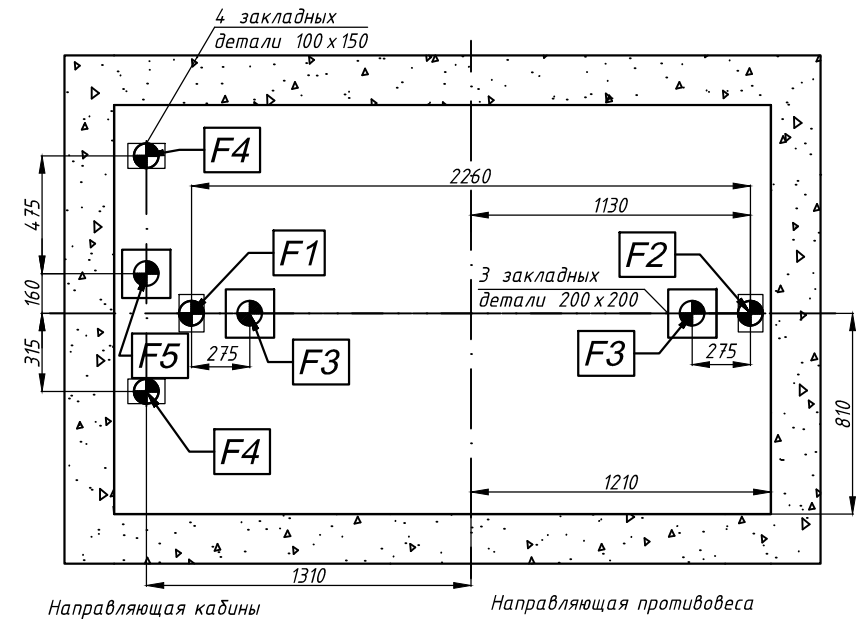 4 закладных
детали 100 x 150
F4
2260
475
1130
F1
F2
3 закладных
детали 200 x 200
160
315
F5
275
F3
F3
275
F4
810
1210
1310
Направляющая кабины
Направляющая противовеса